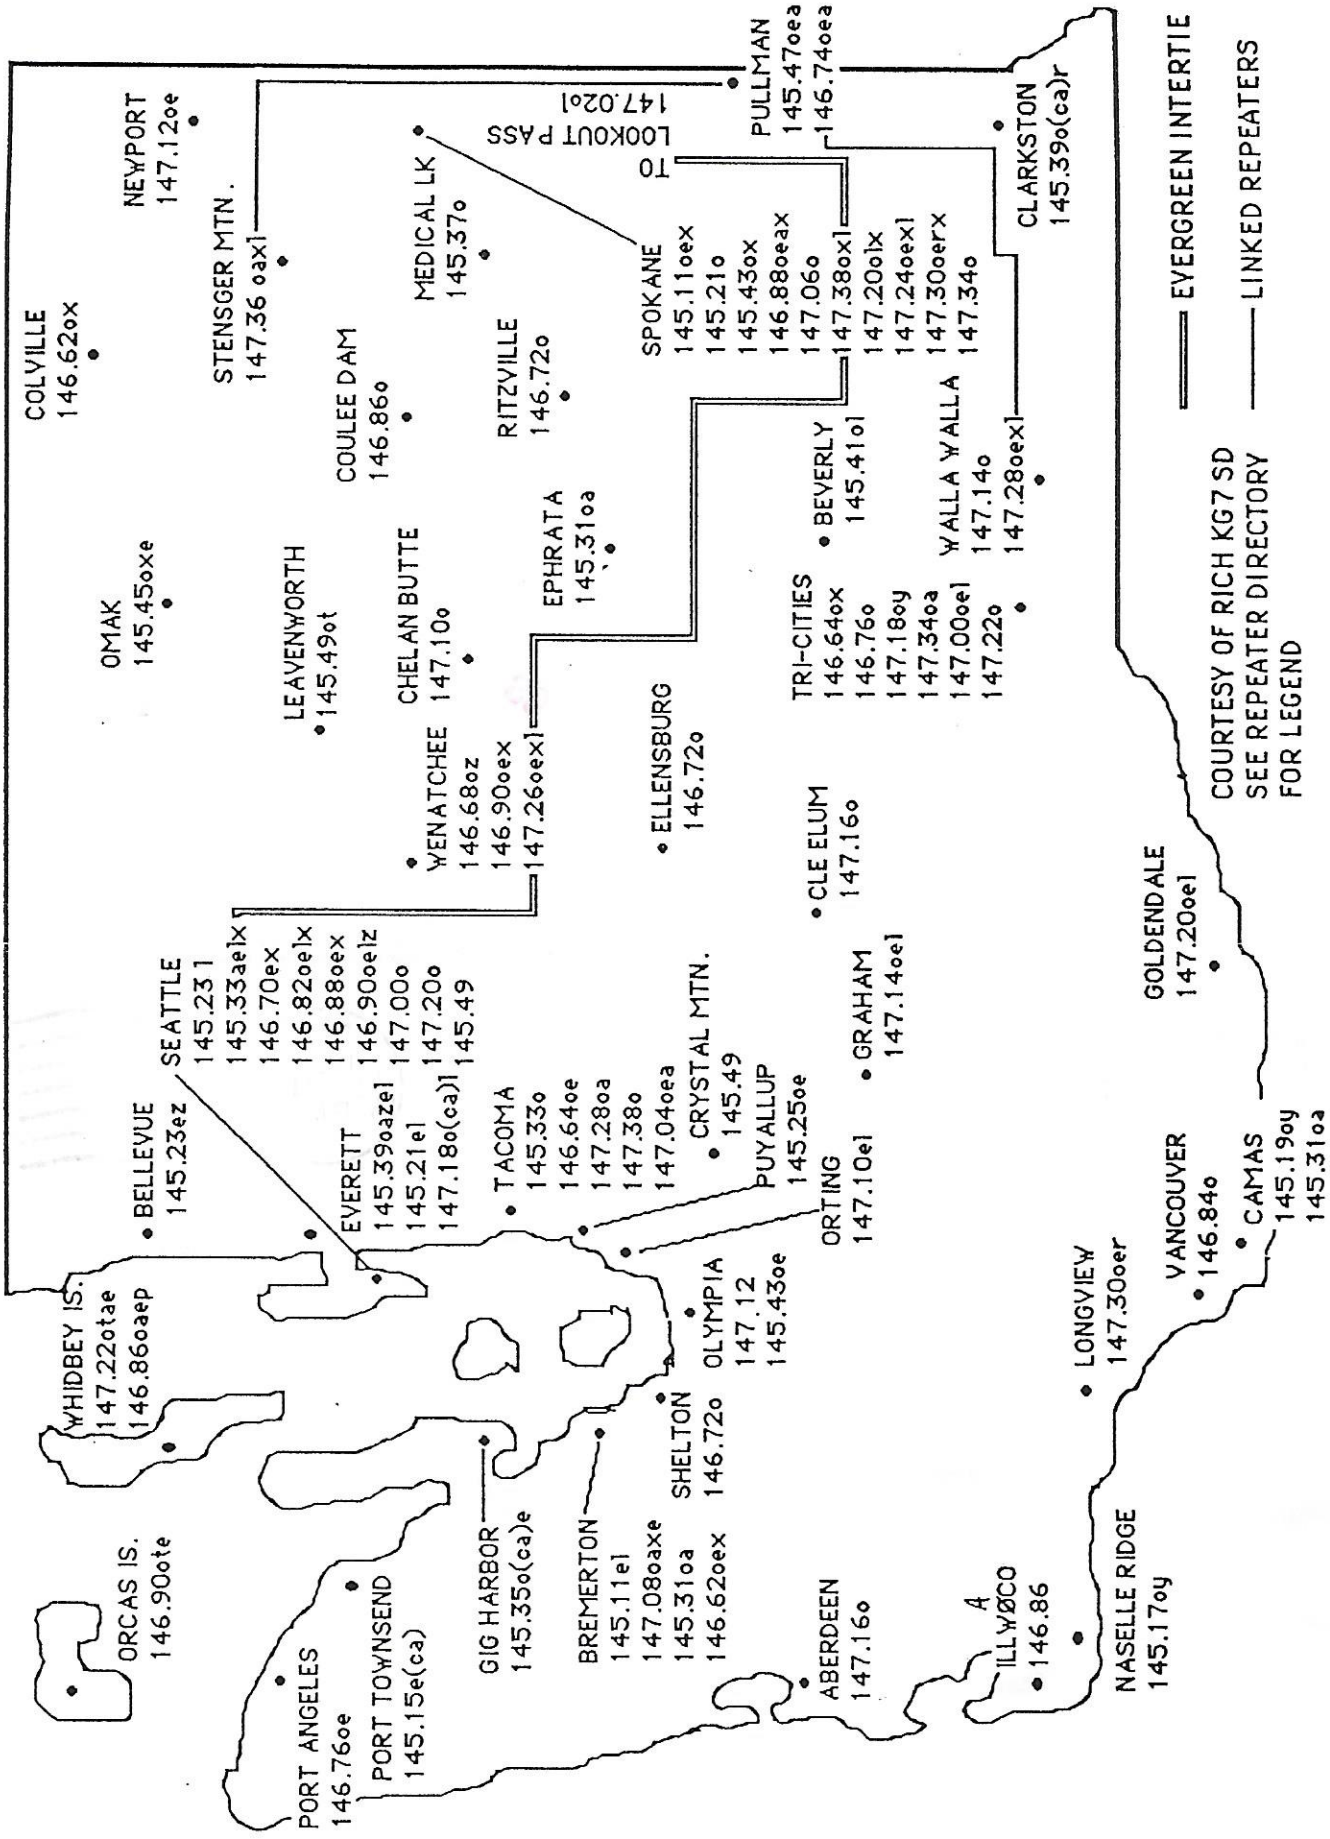 ORCAS IS.
146.90ote
WHIDBEY IS.
147.22otae
146.86oaep
BELLEVUE
145.23ez
SEATTLE
145.23 l
145.33aelx
146.70ex
146.82oelx
146.88oex
146.90oelz
147.00o
147.20o
145.49
OMAK
145.45oxe
COLVILLE
146.62ox
NEWPORT
147.12oe
STENSGER MTN.
147.36 oaxl
PORT ANGELES
146.76oe
PORT TOWNSEND
145.15e(ca)
EVERETT
145.39oazel
145.21el
147.18o(ca)l
LEAVENWORTH
145.49ot
COULEE DAM
146.86o
MEDICAL LK
145.37o
TO LOOKOUT PASS
147.02ol
GIG HARBOR
145.35o(ca)e
TACOMA
145.33o
146.64oe
147.28oa
147.38o
147.04oea
WENATCHEE
146.68oz
146.90oex
147.26oexl
CHELAN BUTTE
147.10o
EPHRATA
145.31oa
RITZVILLE
146.72o
BREMERTON
145.11el
147.08oaxe
145.31oa
146.62oex
SHELTON
146.72o
OLYMPIA
147.12
145.43oe
CRYSTAL MTN.
145.49
PUYALLUP
145.25oe
ORTING
147.10el
ELLENSBURG
146.72o
SPOKANE
145.11oex
145.21o
145.43ox
146.88oeax
147.06o
147.38oxl
147.20olx
147.24oexl
147.30oerx
147.34o
PULLMAN
145.47oea
146.74oea
ABERDEEN
147.16o
GRAHAM
147.14oel
CLE ELUM
147.16o
TRI-CITIES
146.64ox
146.76o
147.18oy
147.34oa
147.00oel
147.22o
BEVERLY
145.41ol
WALLA WALLA
147.14o
147.28oexl
CLARKSTON
145.39o(ca)r
A
ILLWOCO
146.86
NASELLE RIDGE
145.17oy
LONGVIEW
147.30oer
VANCOUVER
146.84o
CAMAS
145.19oy
145.31oa
GOLDENDALE
147.20oel
COURTESY OF RICH KG7SD
SEE REPEATER DIRECTORY
FOR LEGEND
EVERGREEN INTERTIE
LINKED REPEATERS